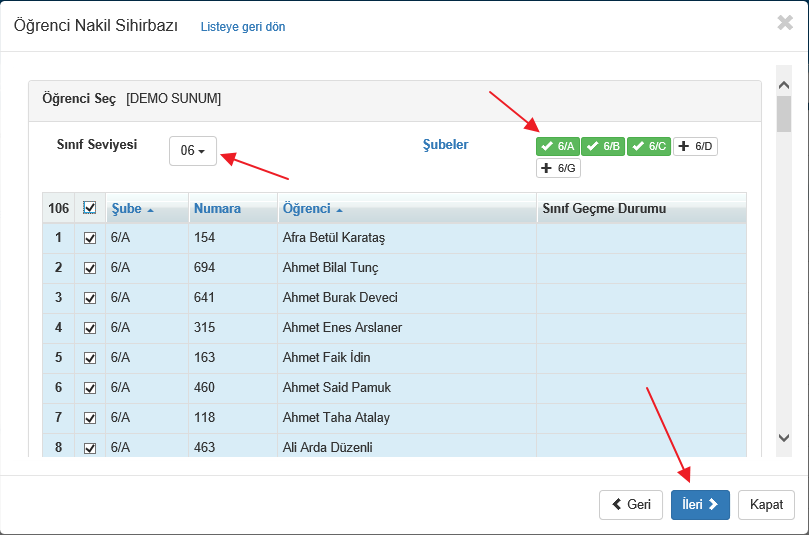 Öğrenci Nakil Sihirbazı Listeye geri dön
Öğrenci Seç [DEMO SUNUM]
Sınıf Seviyesi 06 Şubeler 6/A 6/B 6/C 6/D
6/G
106 Şube Numara Öğrenci Sınıf Geçme Durumu
1 6/A 154 Afra Betül Karataş
2 6/A 694 Ahmet Bilal Tunç
3 6/A 641 Ahmet Burak Deveci
4 6/A 315 Ahmet Enes Arslaner
5 6/A 163 Ahmet Faik İdin
6 6/A 460 Ahmet Said Pamuk
7 6/A 118 Ahmet Taha Atalay
8 6/A 463 Ali Arda Düzenli
Geri İleri Kapat